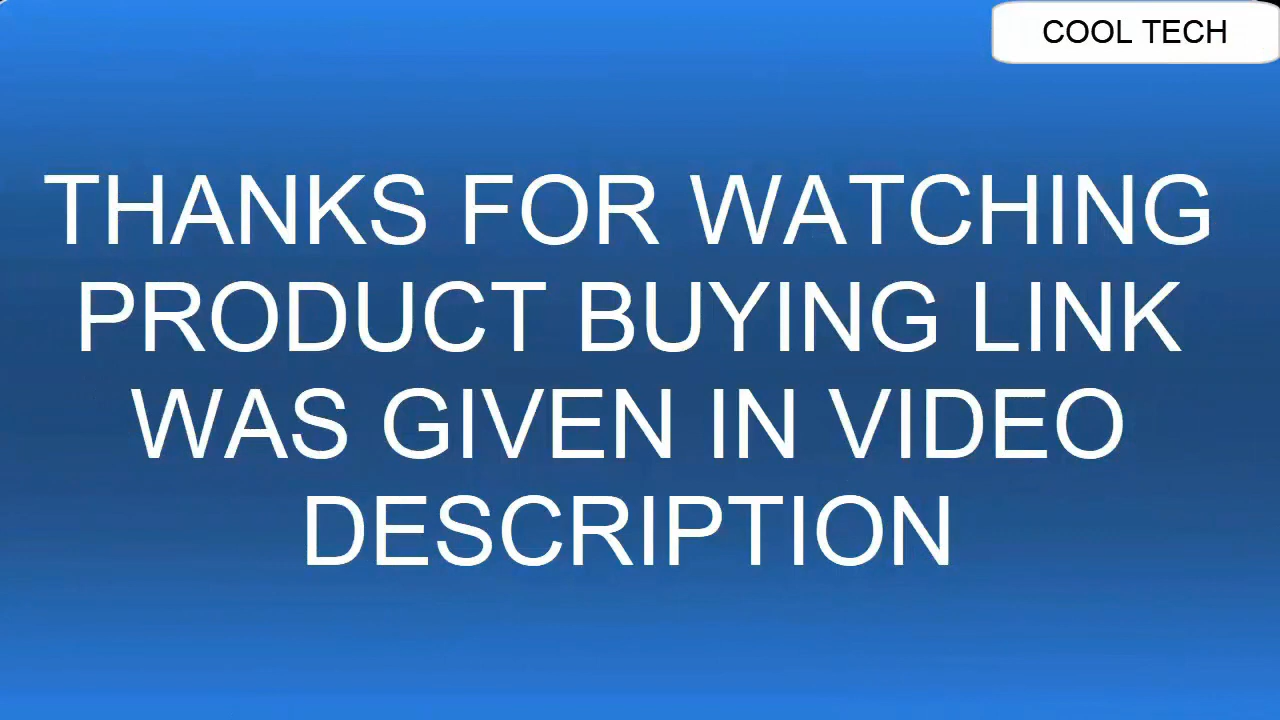 COOL TECH
THANKS FOR WATCHING
PRODUCT BUYING LINK
WAS GIVEN IN VIDEO
DESCRIPTION